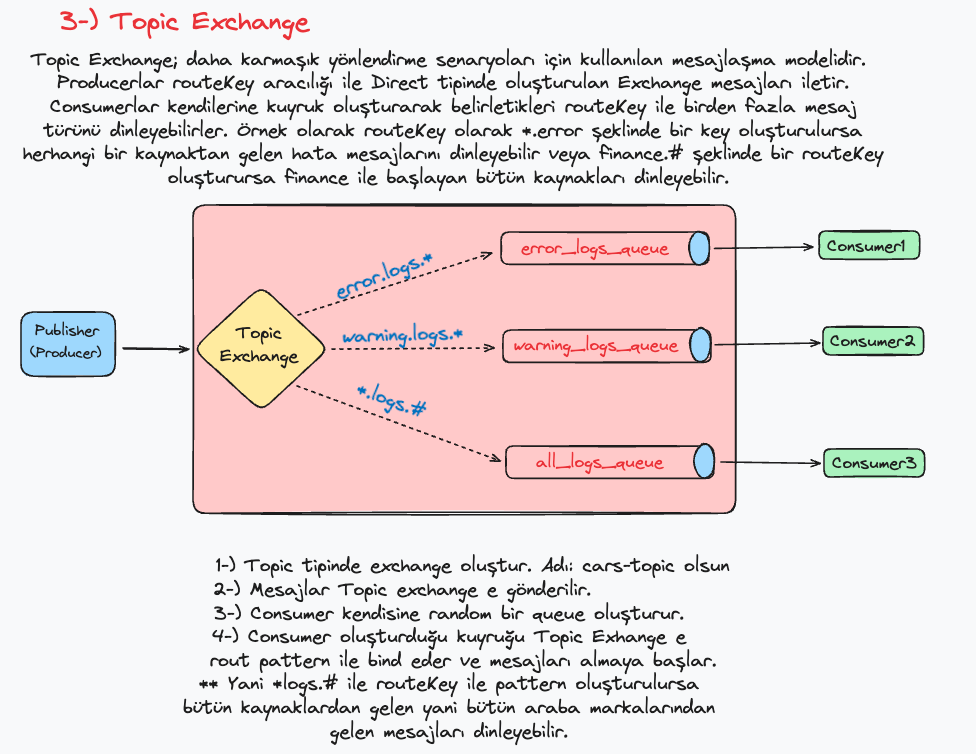 3-) Topic Exchange
Topic Exchange; daha karmaşık yönlendirme senaryoları için kullanılan mesajlaşma modelidir.
Producerlar routeKey aracılığı ile Direct tipinde oluşturulan Exchange mesajları iletir.
Consumerlar kendilerine kuyruk oluşturarak belirletikleri routeKey ile birden fazla mesaj
türünü dinleyebilirler. Örnek olarak routeKey olarak *.error şeklinde bir key oluşturulursa
herhangi bir kaynaktan gelen hata mesajlarını dinleyebilir veya finance.# şeklinde bir routeKey
oluşturursa finance ile başlayan bütün kaynakları dinleyebilir.
error_logs_queue
Consumer1
error.logs.*
Publisher
(Producer)
Topic
Exchange
warning.logs.*
warning_logs_queue
Consumer2
*.logs.#
all_logs_queue
Consumer3
1-) Topic tipinde exchange oluştur. Adı: cars-topic olsun
2-) Mesajlar Topic exchange e gönderilir.
3-) Consumer kendisine random bir queue oluşturur.
4-) Consumer oluşturduğu kuyruğu Topic Exhange e
rout pattern ile bind eder ve mesajları almaya başlar.
** Yani *logs.# ile routeKey ile pattern oluşturulursa
bütün kaynaklardan gelen yani bütün araba markalarından
gelen mesajları dinleyebilir.